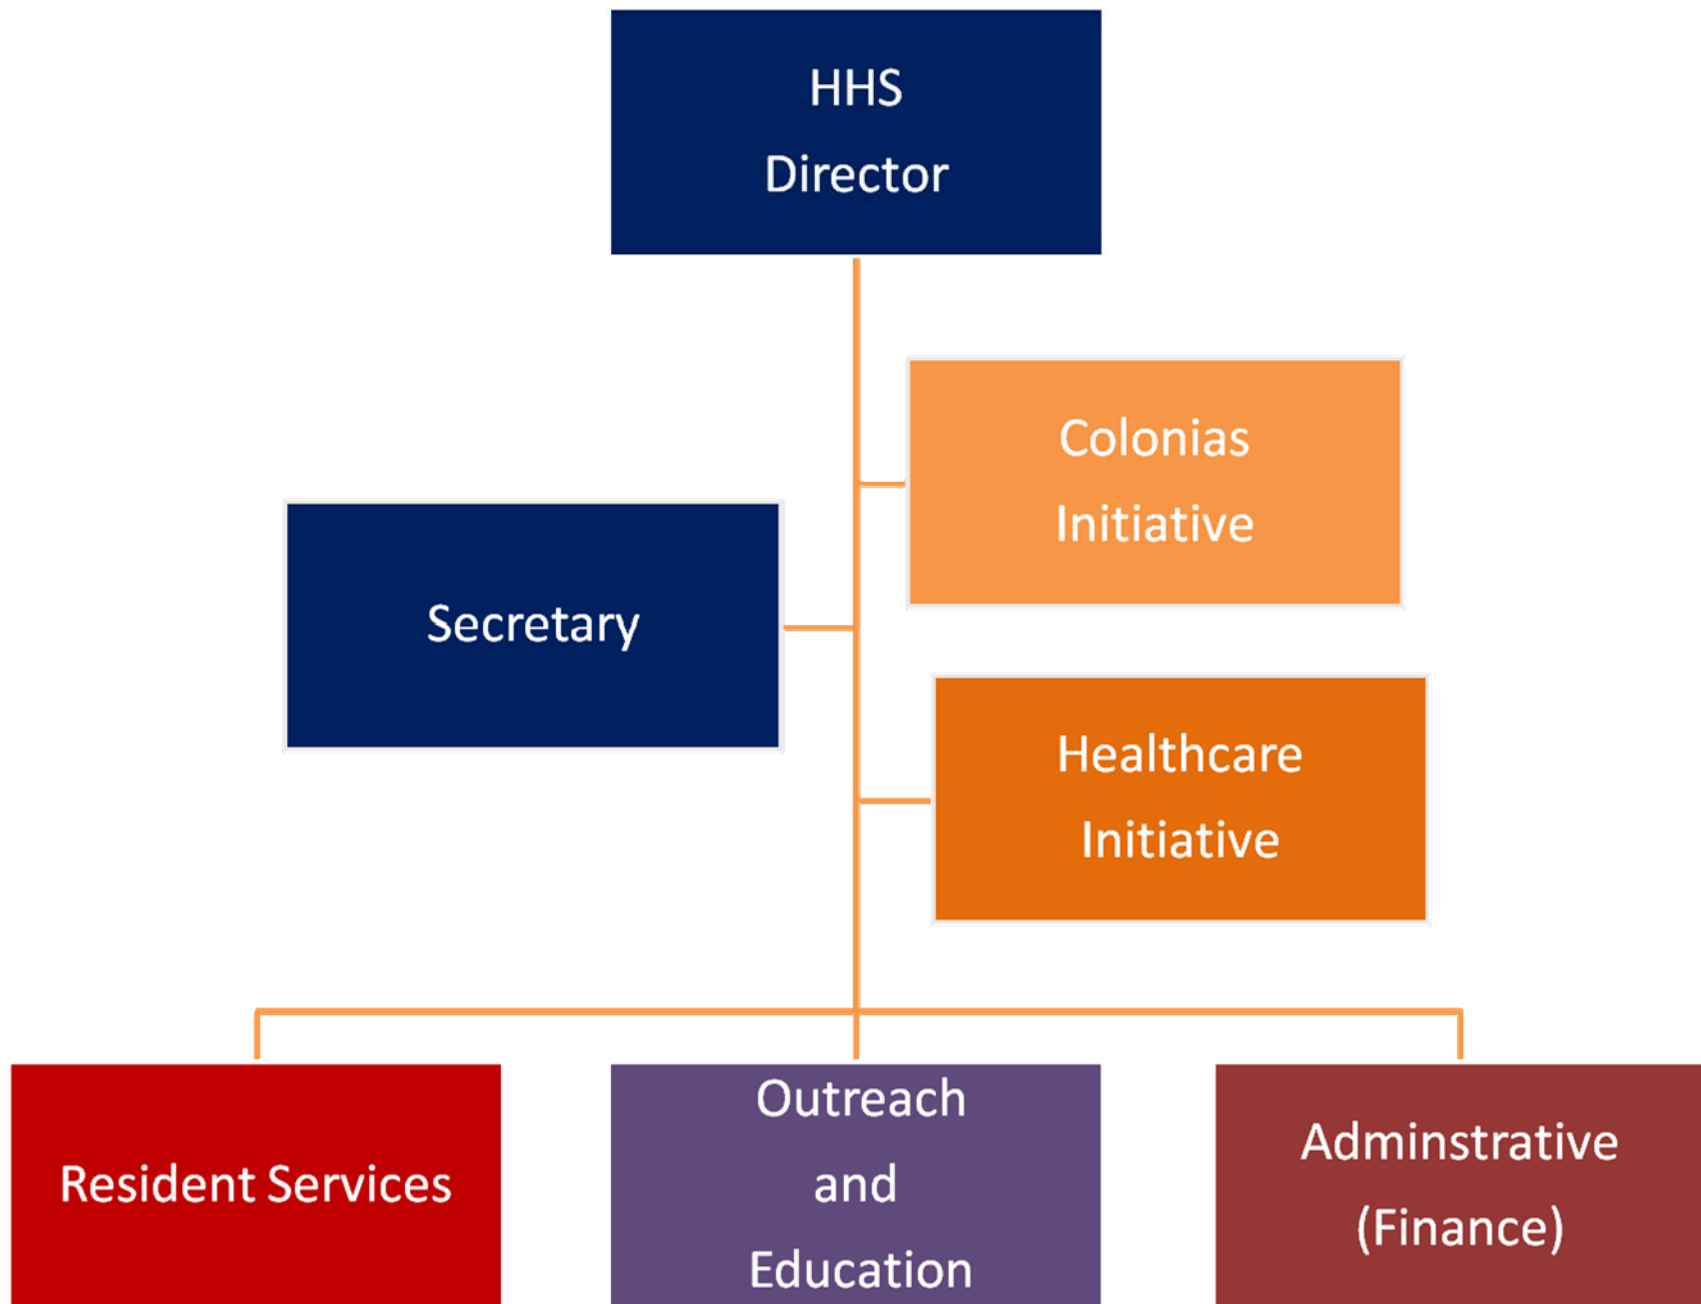 HHS
Director
Colonias
Initiative
Secretary
Healthcare
Initiative
Resident Services
Outreach
and
Education
Adminstrative
(Finance)